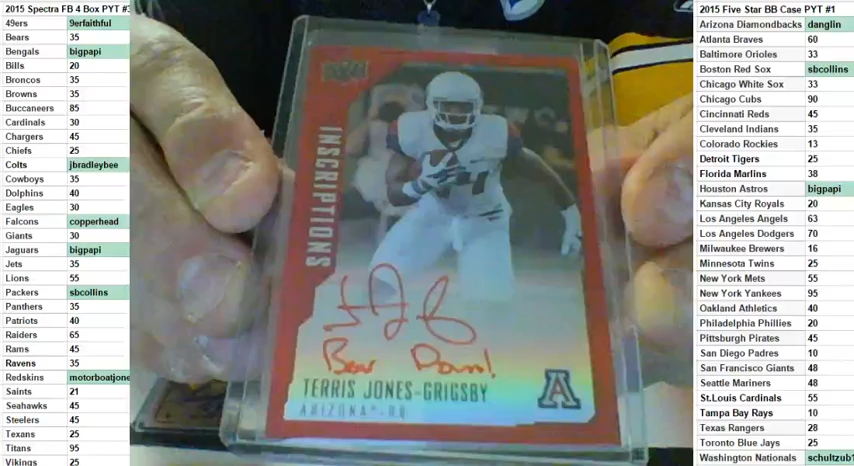 2015 Spectra FB 4 Box PYT #3
49ers 9erfaithful
Bears 35
Bengals bigpapi
Bills 20
Broncos 35
Browns 35
Buccaneers 85
Cardinals 30
Chargers 45
Chiefs 25
Colts jbradleybee
Cowboys 35
Dolphins 40
Eagles 30
Falcons copperhead
Giants 30
Jaguars bigpapi
Jets 35
Lions 55
Packers sbcollins
Panthers 35
Patriots 40
Raiders 65
Rams 45
Ravens 35
Redskins motorboatjone
Saints 21
Seahawks 45
Steelers 45
Texans 25
Titans 95
Vikings 25
INSCRIPTIONS
Bear Down!
TERRIS JONES-GRIGSBY
ARIZONA - RB
A
2015 Five Star BB Case PYT #1
Arizona Diamondbacks danglin
Atlanta Braves 60
Baltimore Orioles 33
Boston Red Sox sbcollins
Chicago White Sox 33
Chicago Cubs 90
Cincinnati Reds 45
Cleveland Indians 35
Colorado Rockies 13
Detroit Tigers 25
Florida Marlins 38
Houston Astros bigpapi
Kansas City Royals 20
Los Angeles Angels 63
Los Angeles Dodgers 70
Milwaukee Brewers 16
Minnesota Twins 25
New York Mets 55
New York Yankees 95
Oakland Athletics 40
Philadelphia Phillies 20
Pittsburgh Pirates 45
San Diego Padres 10
San Francisco Giants 48
Seattle Mariners 48
St.Louis Cardinals 55
Tampa Bay Rays 10
Texas Rangers 28
Toronto Blue Jays 25
Washington Nationals schultzub1